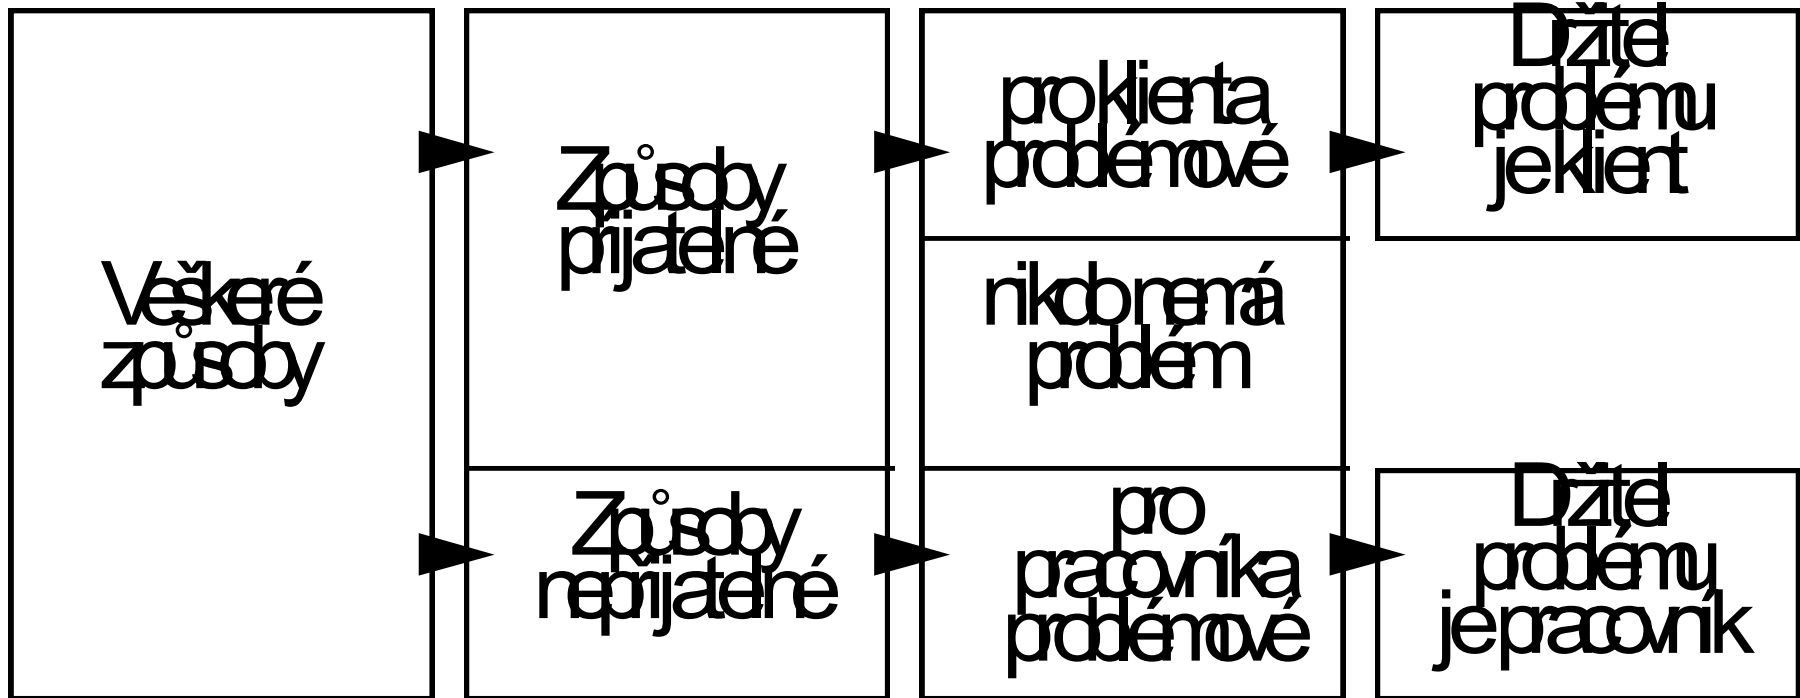 Veškeré
způsoby
Způsoby
přijatelné
Způsoby
nepřijatelné
pro klienta
problémové
nikdo nemá
problém
pro
pracovníka
problémové
Držitel
problému
je klient
Držitel
problému
je pracovník